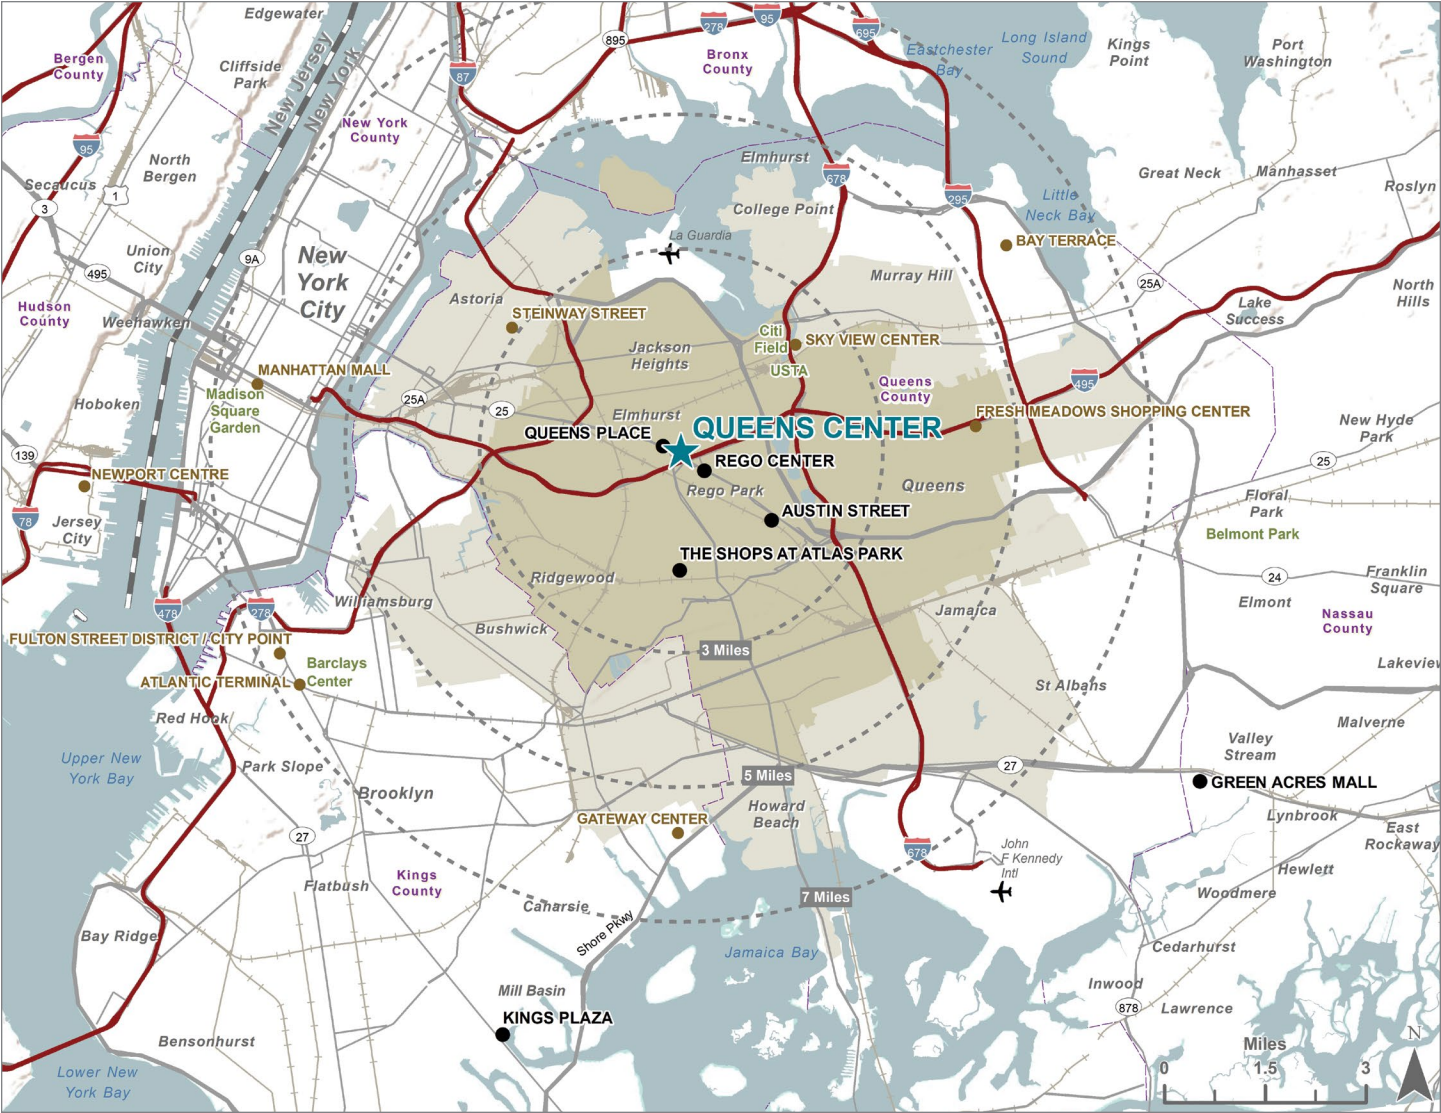 Edgewater
278
95
695
Long Island
Sound
Kings
Point
Port
Washington
895
Eastchester
Bay
Bergen
County
Cliffside
Park
87
Bronx
County
New Jersey
New York
New York
County
95
North
Bergen
Elmhurst
678
Great Neck
Manhasset
Secaucus
1
295
Roslyn
3
College Point
Little
Neck Bay
La Guardia
BAY TERRACE
Union
City
9A
495
New
York
City
Murray Hill
25A
North
Hills
Hudson
County
Weehawken
Astoria
STEINWAY STREET
Lake
Success
Citi
Field
SKY VIEW CENTER
Jackson
Heights
MANHATTAN MALL
USTA
Queens
County
495
Madison
Square
Garden
Hoboken
25A
25
Elmhurst
FRESH MEADOWS SHOPPING CENTER
QUEENS CENTER
QUEENS PLACE
New Hyde
Park
139
REGO CENTER
25
NEWPORT CENTRE
Rego Park
Queens
Floral
Park
78
AUSTIN STREET
Jersey
City
Belmont Park
THE SHOPS AT ATLAS PARK
Ridgewood
24
Franklin
Square
478
278
Williamsburg
Jamaica
Elmont
Nassau
County
Bushwick
FULTON STREET DISTRICT / CITY POINT
3 Miles
Barclays
Center
Lakeview
ATLANTIC TERMINAL
St Albans
Red Hook
Malverne
Valley
Stream
Upper New
York Bay
Park Slope
27
5 Miles
GREEN ACRES MALL
Brooklyn
Howard
Beach
GATEWAY CENTER
Lynbrook
27
East
Rockaway
678
John
F Kennedy
Intl
Kings
County
Hewlett
Flatbush
Woodmere
7 Miles
Canarsie
Shore Pkwy
Bay Ridge
Cedarhurst
Jamaica Bay
Mill Basin
Inwood
878
Lawrence
KINGS PLAZA
Bensonhurst
Miles
N
0
1.5
3
Lower New
York Bay